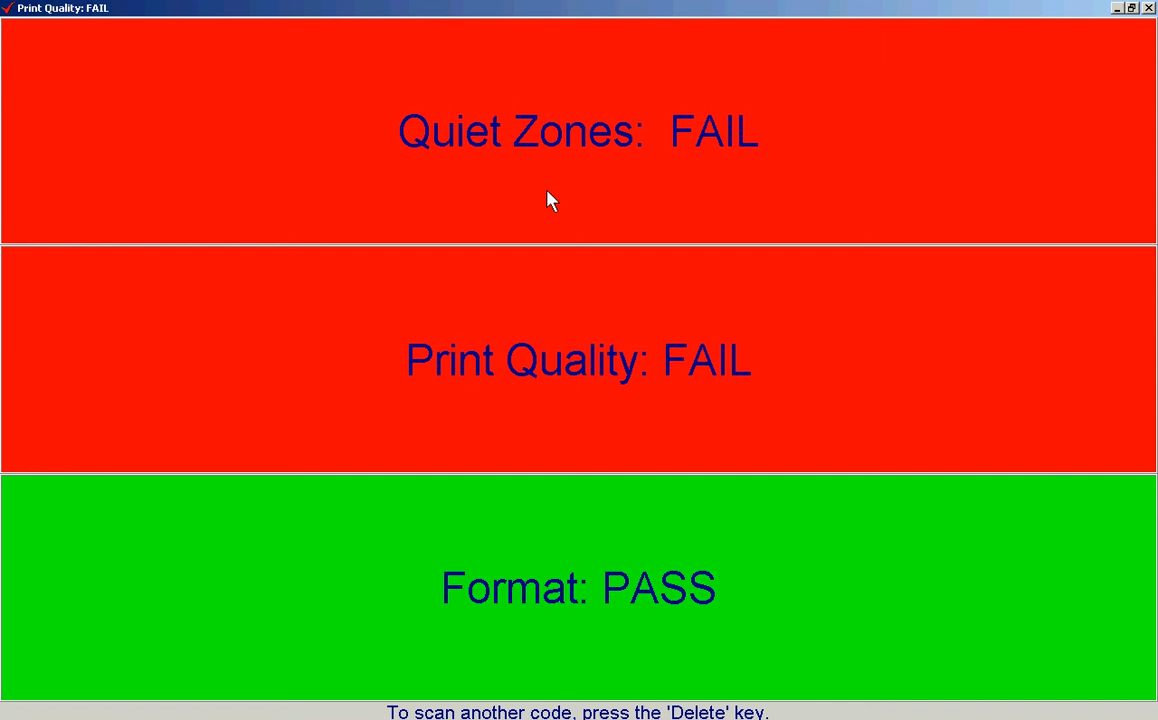 Print Quality: FAIL
Quiet Zones:  FAIL
Print Quality: FAIL
Format: PASS
To scan another code, press the 'Delete' key.